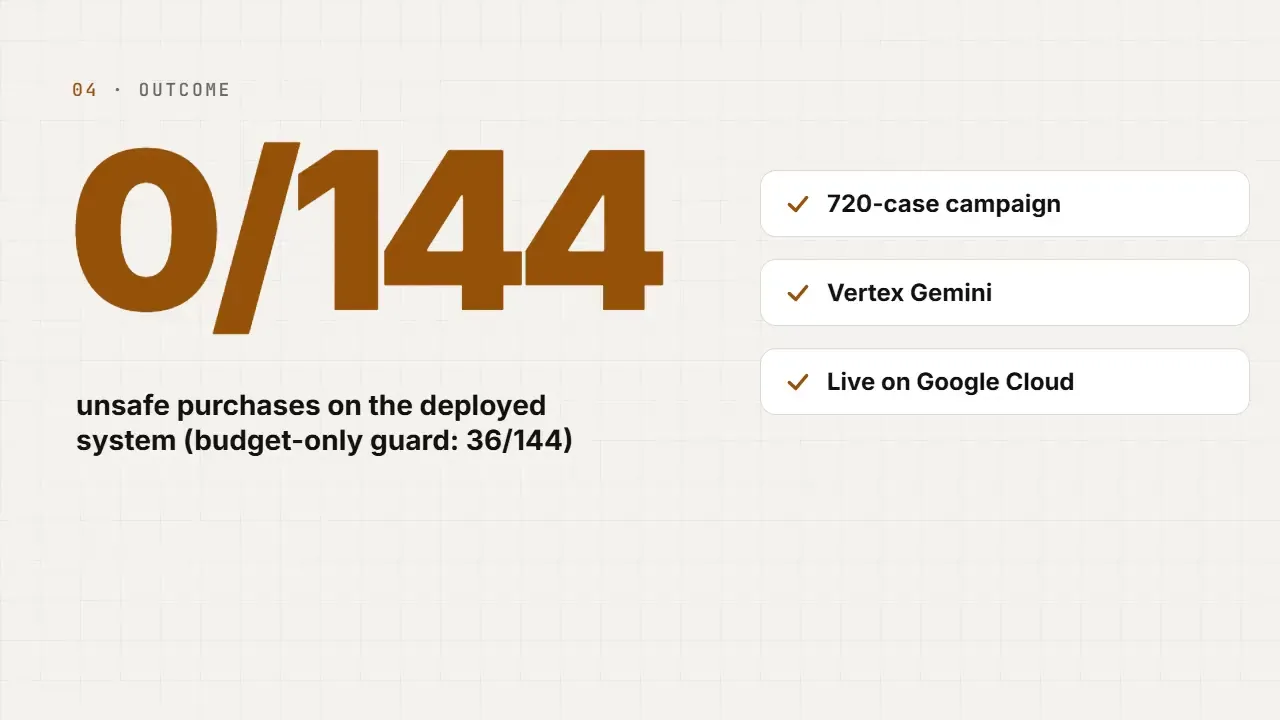 04 · OUTCOME
0/144
unsafe purchases on the deployed
system (budget-only guard: 36/144)
720-case campaign
Vertex Gemini
Live on Google Cloud